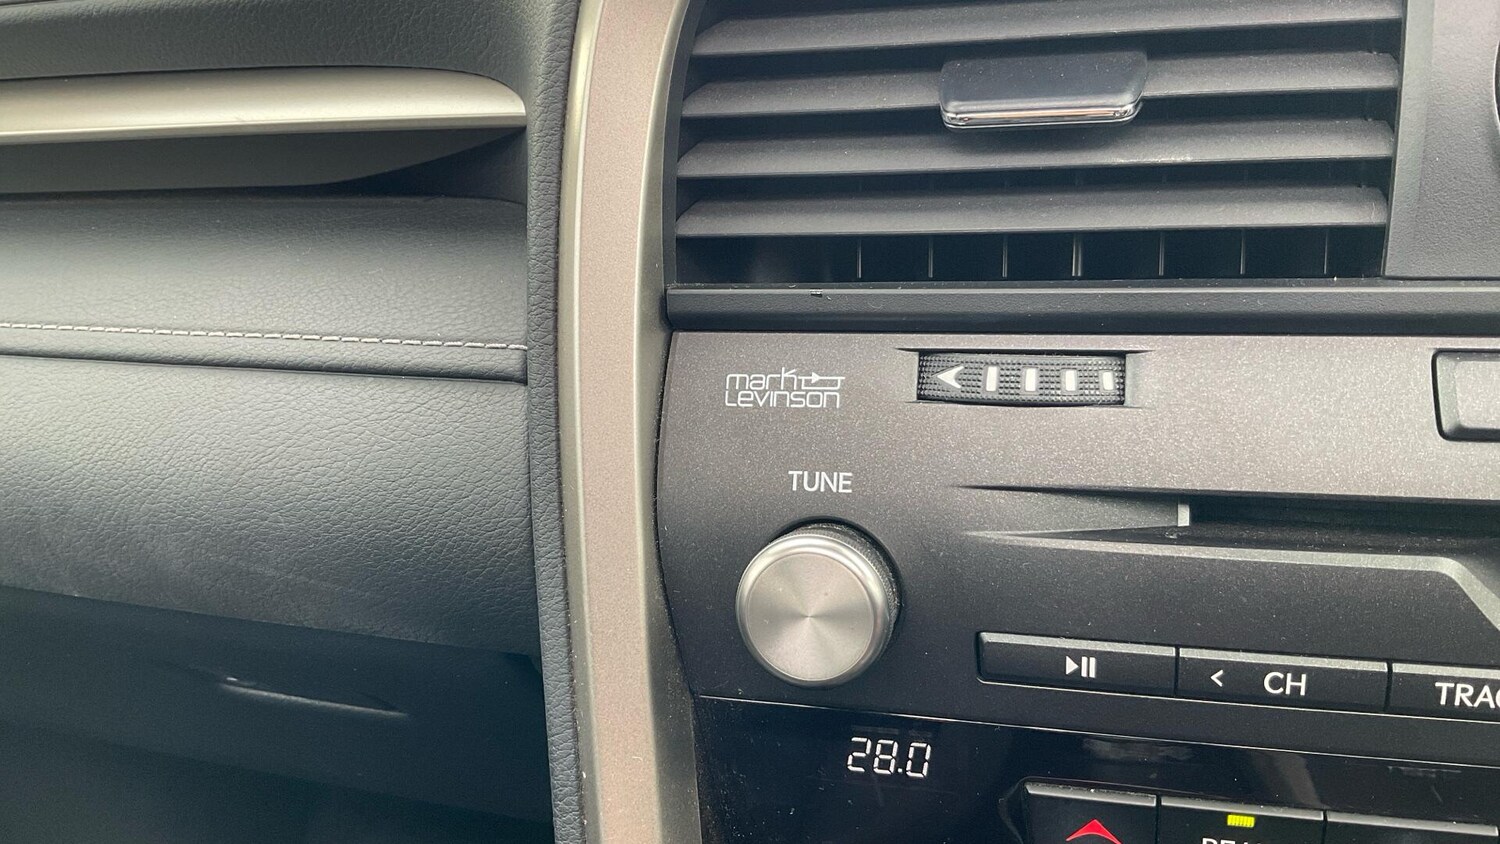 mark
LEVINSON
TUNE
< CH
28.0